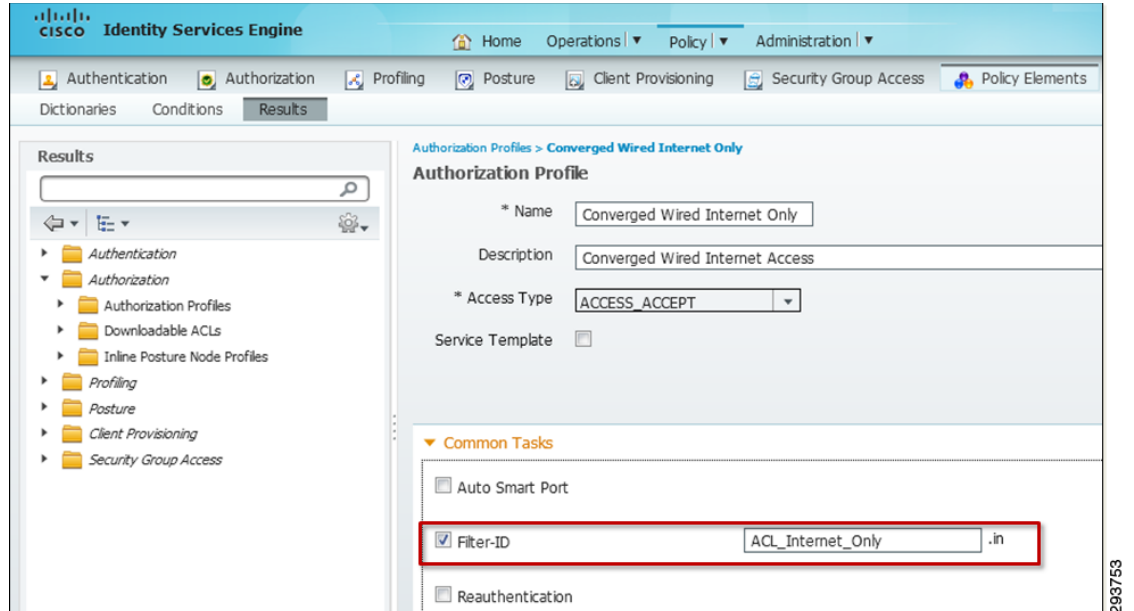 cisco Identity Services Engine
Home Operations Policy Administration
Authentication Authorization Profiling Posture Client Provisioning Security Group Access Policy Elements
Dictionaries Conditions Results
Results
Authentication
Authorization
Authorization Profiles
Downloadable ACLs
Inline Posture Node Profiles
Profiling
Posture
Client Provisioning
Security Group Access
Authorization Profiles > Converged Wired Internet Only
Authorization Profile
* Name Converged Wired Internet Only
Description Converged Wired Internet Access
* Access Type ACCESS_ACCEPT
Service Template
Common Tasks
Auto Smart Port
Filter-ID ACL_Internet_Only .in
Reauthentication
293753